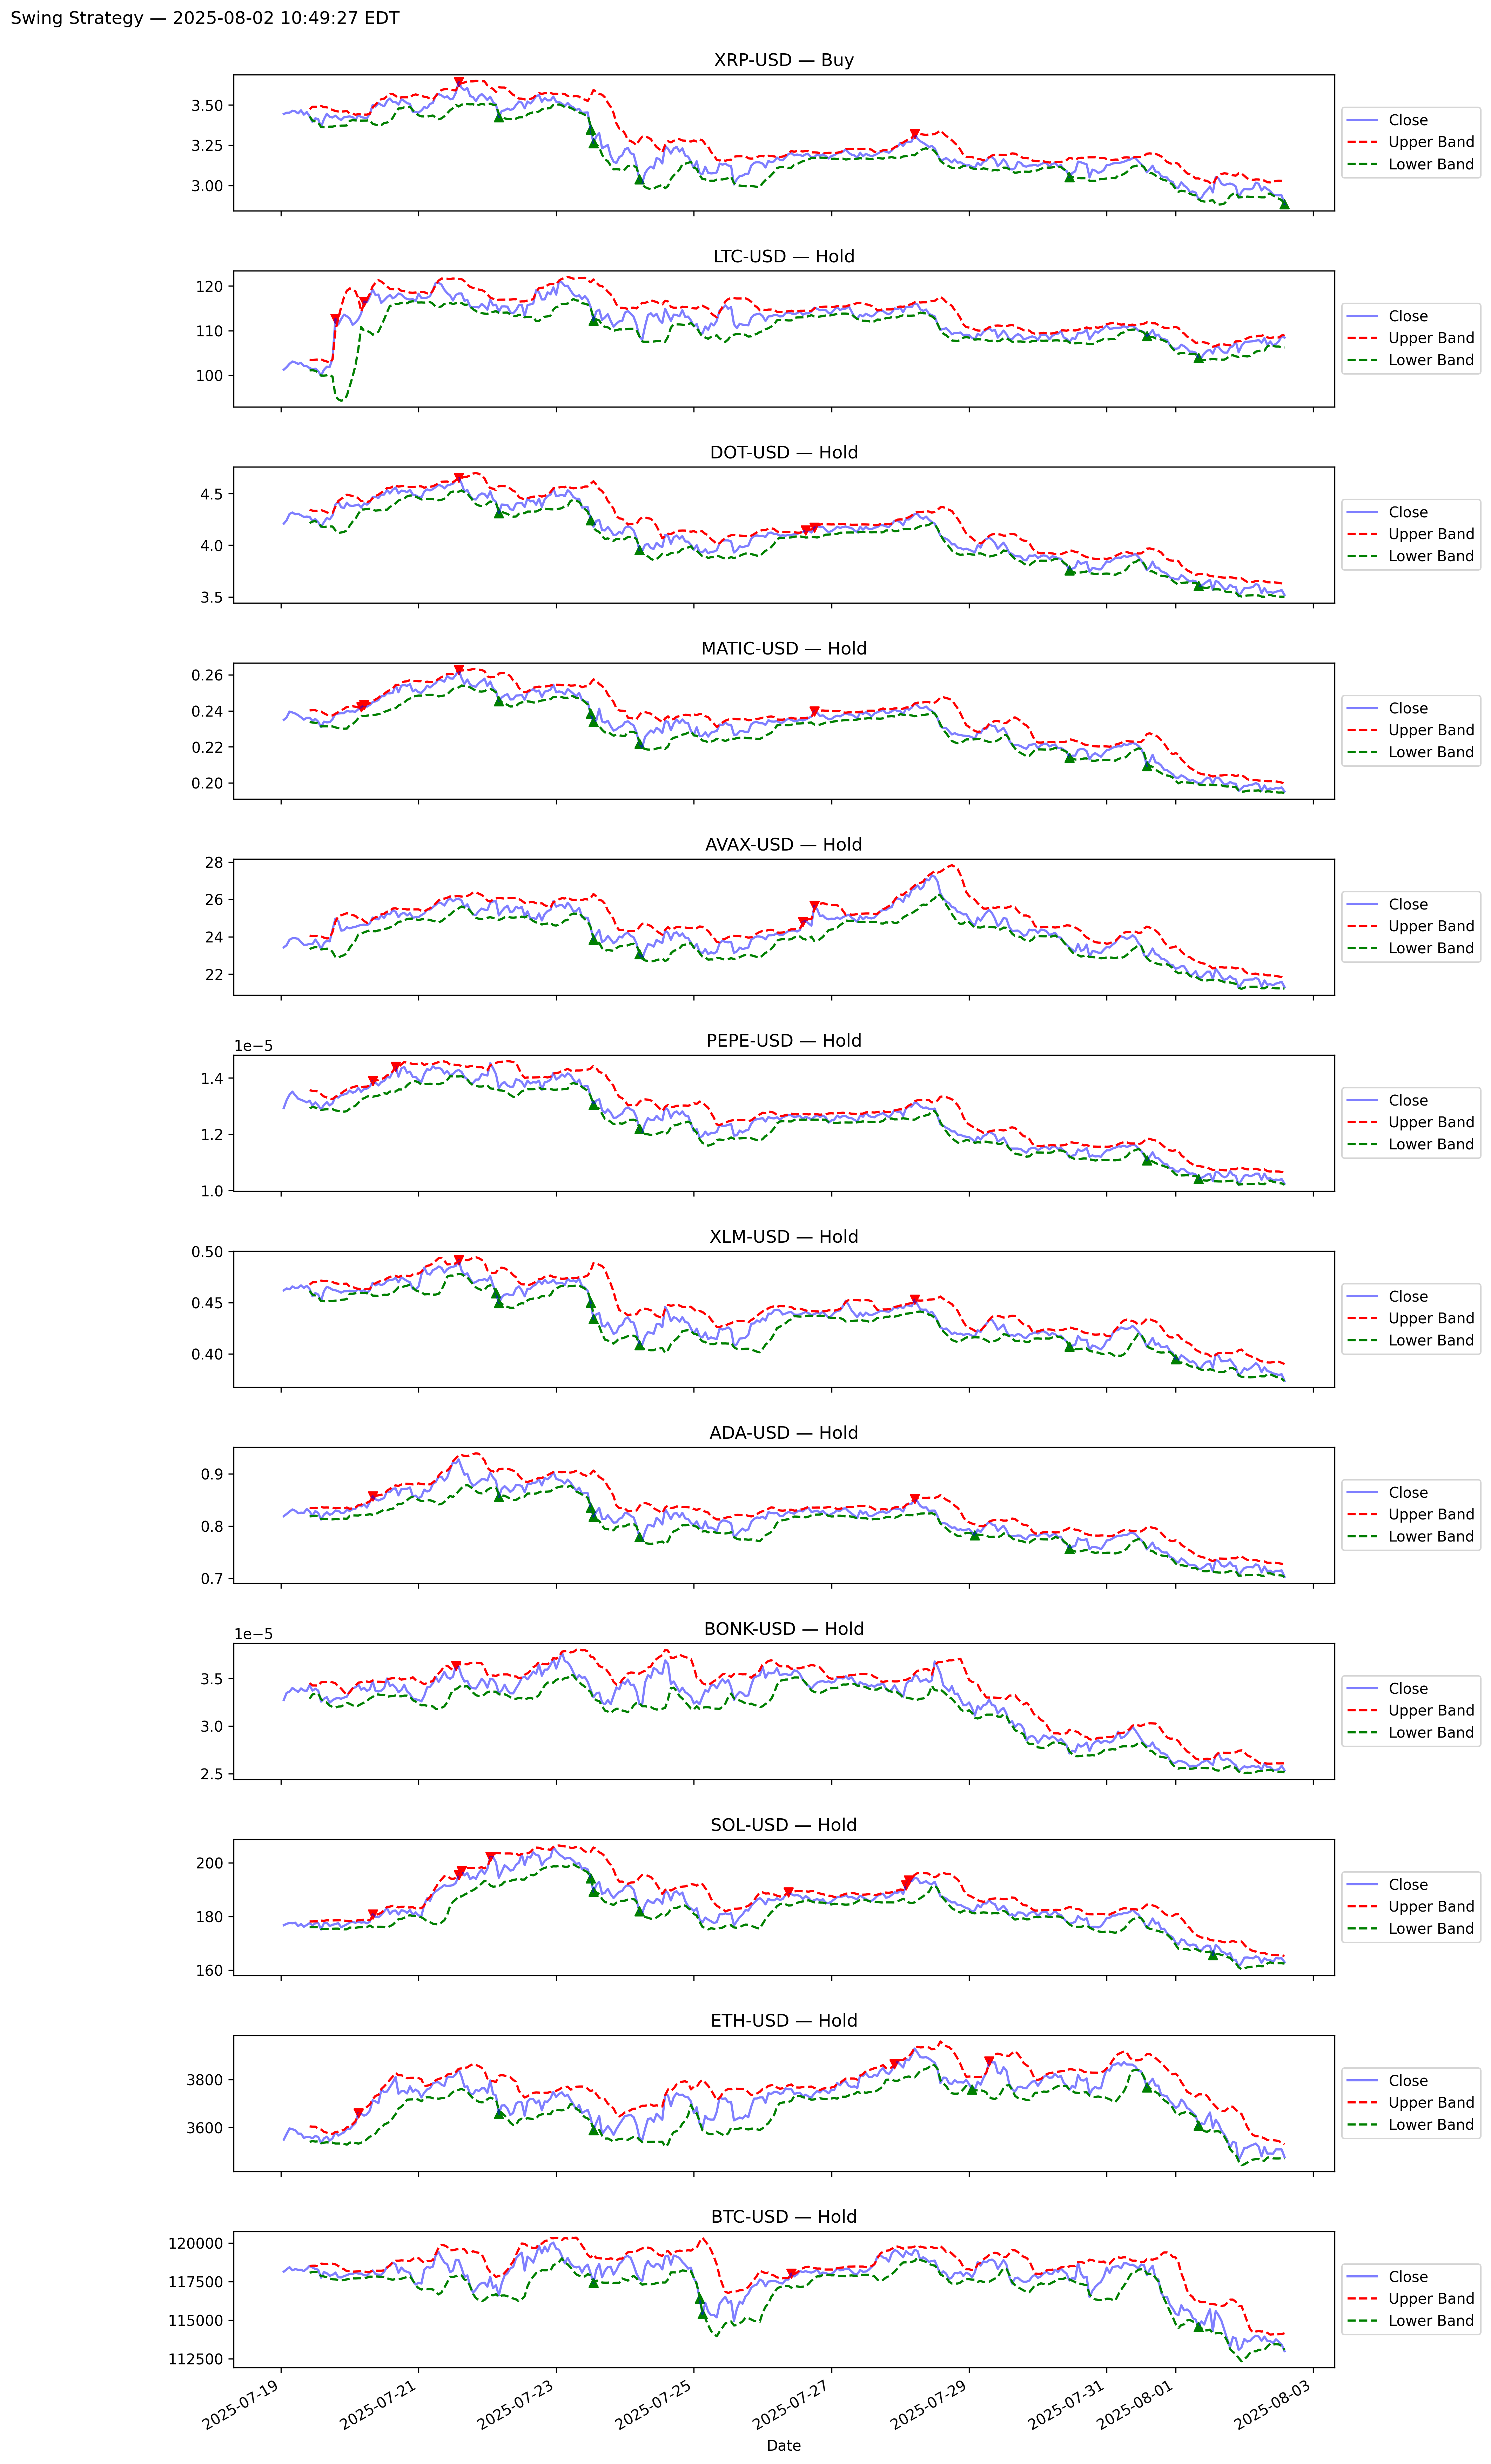 Swing Strategy — 2025-08-02 10:49:27 EDT
XRP-USD — Buy
3.50
3.25
3.00
Close
Upper Band
Lower Band
LTC-USD — Hold
120
110
100
Close
Upper Band
Lower Band
DOT-USD — Hold
4.5
4.0
3.5
Close
Upper Band
Lower Band
MATIC-USD — Hold
0.26
0.24
0.22
0.20
Close
Upper Band
Lower Band
AVAX-USD — Hold
28
26
24
22
Close
Upper Band
Lower Band
PEPE-USD — Hold
1e−5
1.4
1.2
1.0
Close
Upper Band
Lower Band
XLM-USD — Hold
0.50
0.45
0.40
Close
Upper Band
Lower Band
ADA-USD — Hold
0.9
0.8
0.7
Close
Upper Band
Lower Band
BONK-USD — Hold
1e−5
3.5
3.0
2.5
Close
Upper Band
Lower Band
SOL-USD — Hold
200
180
160
Close
Upper Band
Lower Band
ETH-USD — Hold
3800
3600
Close
Upper Band
Lower Band
BTC-USD — Hold
120000
117500
115000
112500
Close
Upper Band
Lower Band
2025-07-19
2025-07-21
2025-07-23
2025-07-25
2025-07-27
2025-07-29
2025-07-31
2025-08-01
2025-08-03
Date